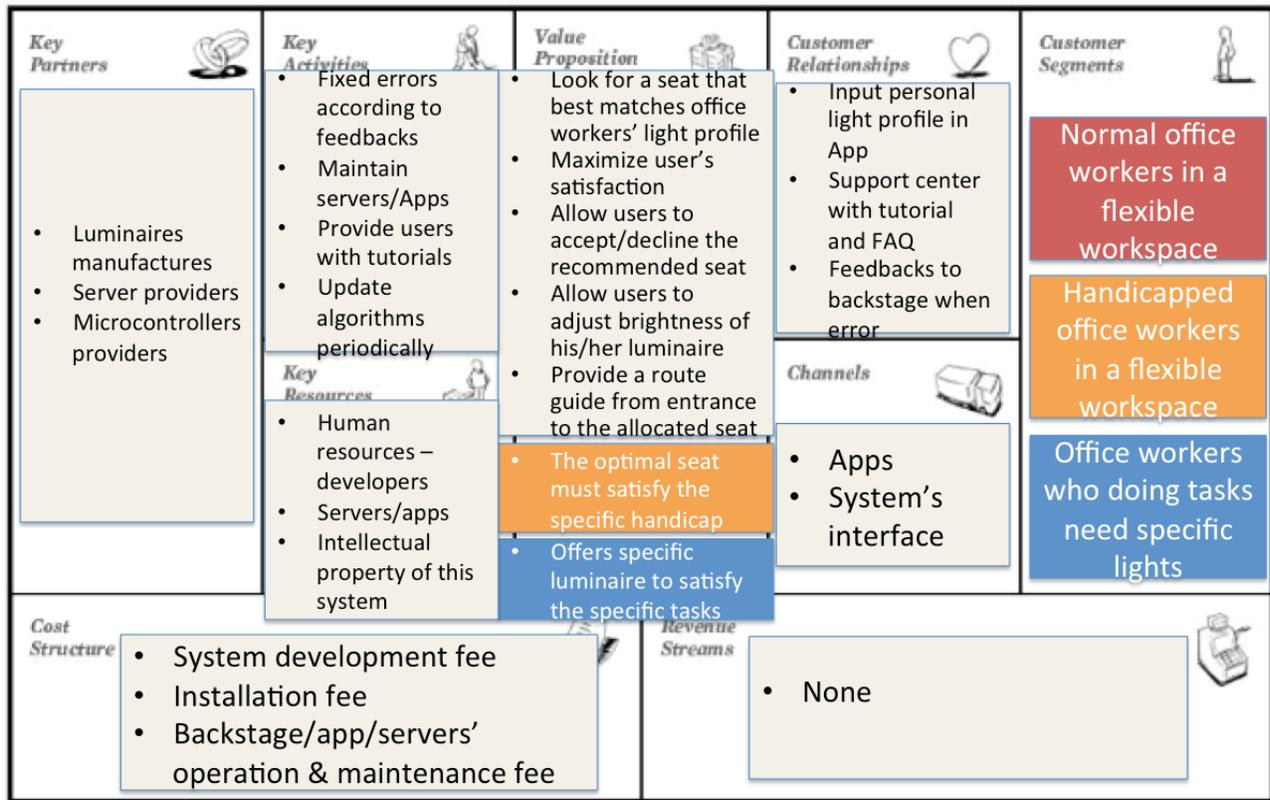 Key
Partners
• Luminaires
manufactures
• Server providers
• Microcontrollers
providers
Key
Activities
• Fixed errors
according to
feedbacks
• Maintain
servers/Apps
• Provide users
with tutorials
• Update
algorithms
periodically
Key
Resources
• Human
resources –
developers
• Servers/apps
• Intellectual
property of this
system
Value
Proposition
• Look for a seat that
best matches office
workers’ light profile
• Maximize user’s
satisfaction
• Allow users to
accept/decline the
recommended seat
• Allow users to
adjust brightness of
his/her luminaire
• Provide a route
guide from entrance
to the allocated seat
• The optimal seat
must satisfy the
specific handicap
• Offers specific
luminaire to satisfy
the specific tasks
Customer
Relationships
• Input personal
light profile in
App
• Support center
with tutorial
and FAQ
• Feedbacks to
backstage when
error
Channels
• Apps
• System’s
interface
Customer
Segments
Normal office
workers in a
flexible
workspace
Handicapped
office workers
in a flexible
workspace
Office workers
who doing tasks
need specific
lights
Cost
Structure
• System development fee
• Installation fee
• Backstage/app/servers’
operation & maintenance fee
Revenue
Streams
• None